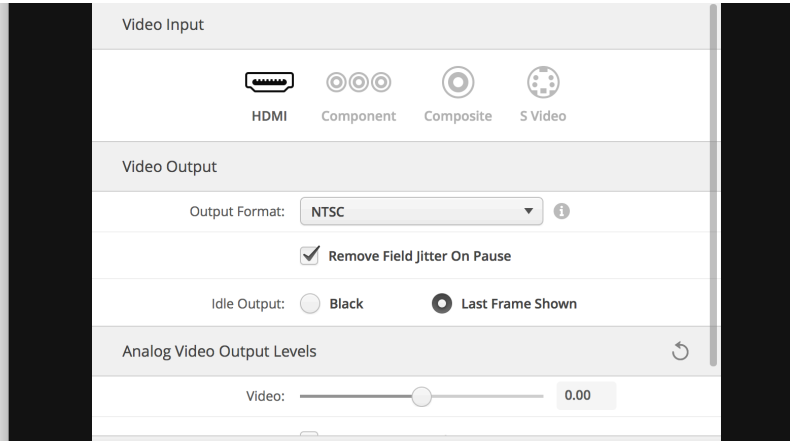 Video Input
HDMI Component Composite S Video
Video Output
Output Format: NTSC
Remove Field Jitter On Pause
Idle Output: Black Last Frame Shown
Analog Video Output Levels
Video: 0.00